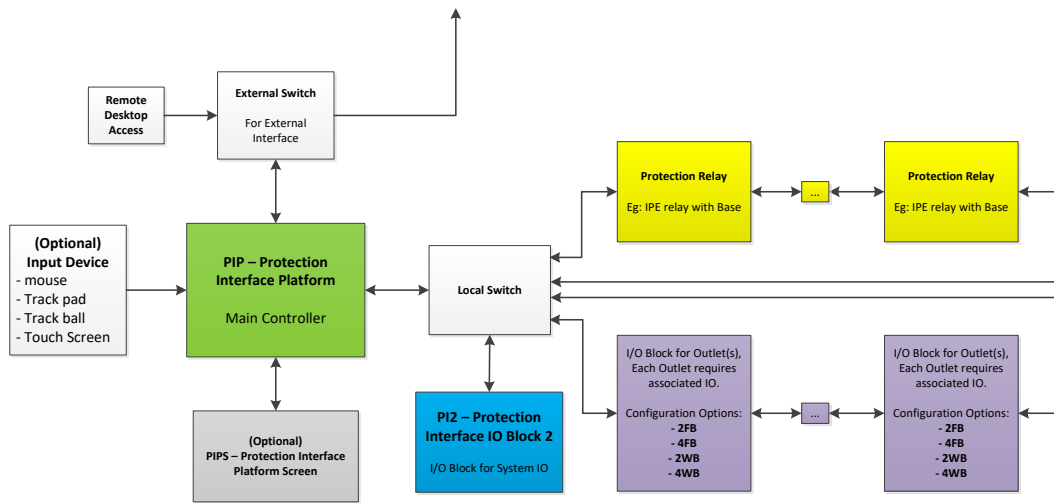 Remote
Desktop
Access
External Switch
For External
Interface
(Optional)
Input Device
- mouse
- Track pad
- Track ball
- Touch Screen
PIP – Protection
Interface Platform
Main Controller
(Optional)
PIPS – Protection Interface
Platform Screen
Local Switch
PI2 – Protection
Interface IO Block 2
I/O Block for System IO
Protection Relay
Eg: IPE relay with Base
...
Protection Relay
Eg: IPE relay with Base
I/O Block for Outlet(s),
Each Outlet requires
associated IO.
Configuration Options:
- 2FB
- 4FB
- 2WB
- 4WB
...
I/O Block for Outlet(s),
Each Outlet requires
associated IO.
Configuration Options:
- 2FB
- 4FB
- 2WB
- 4WB